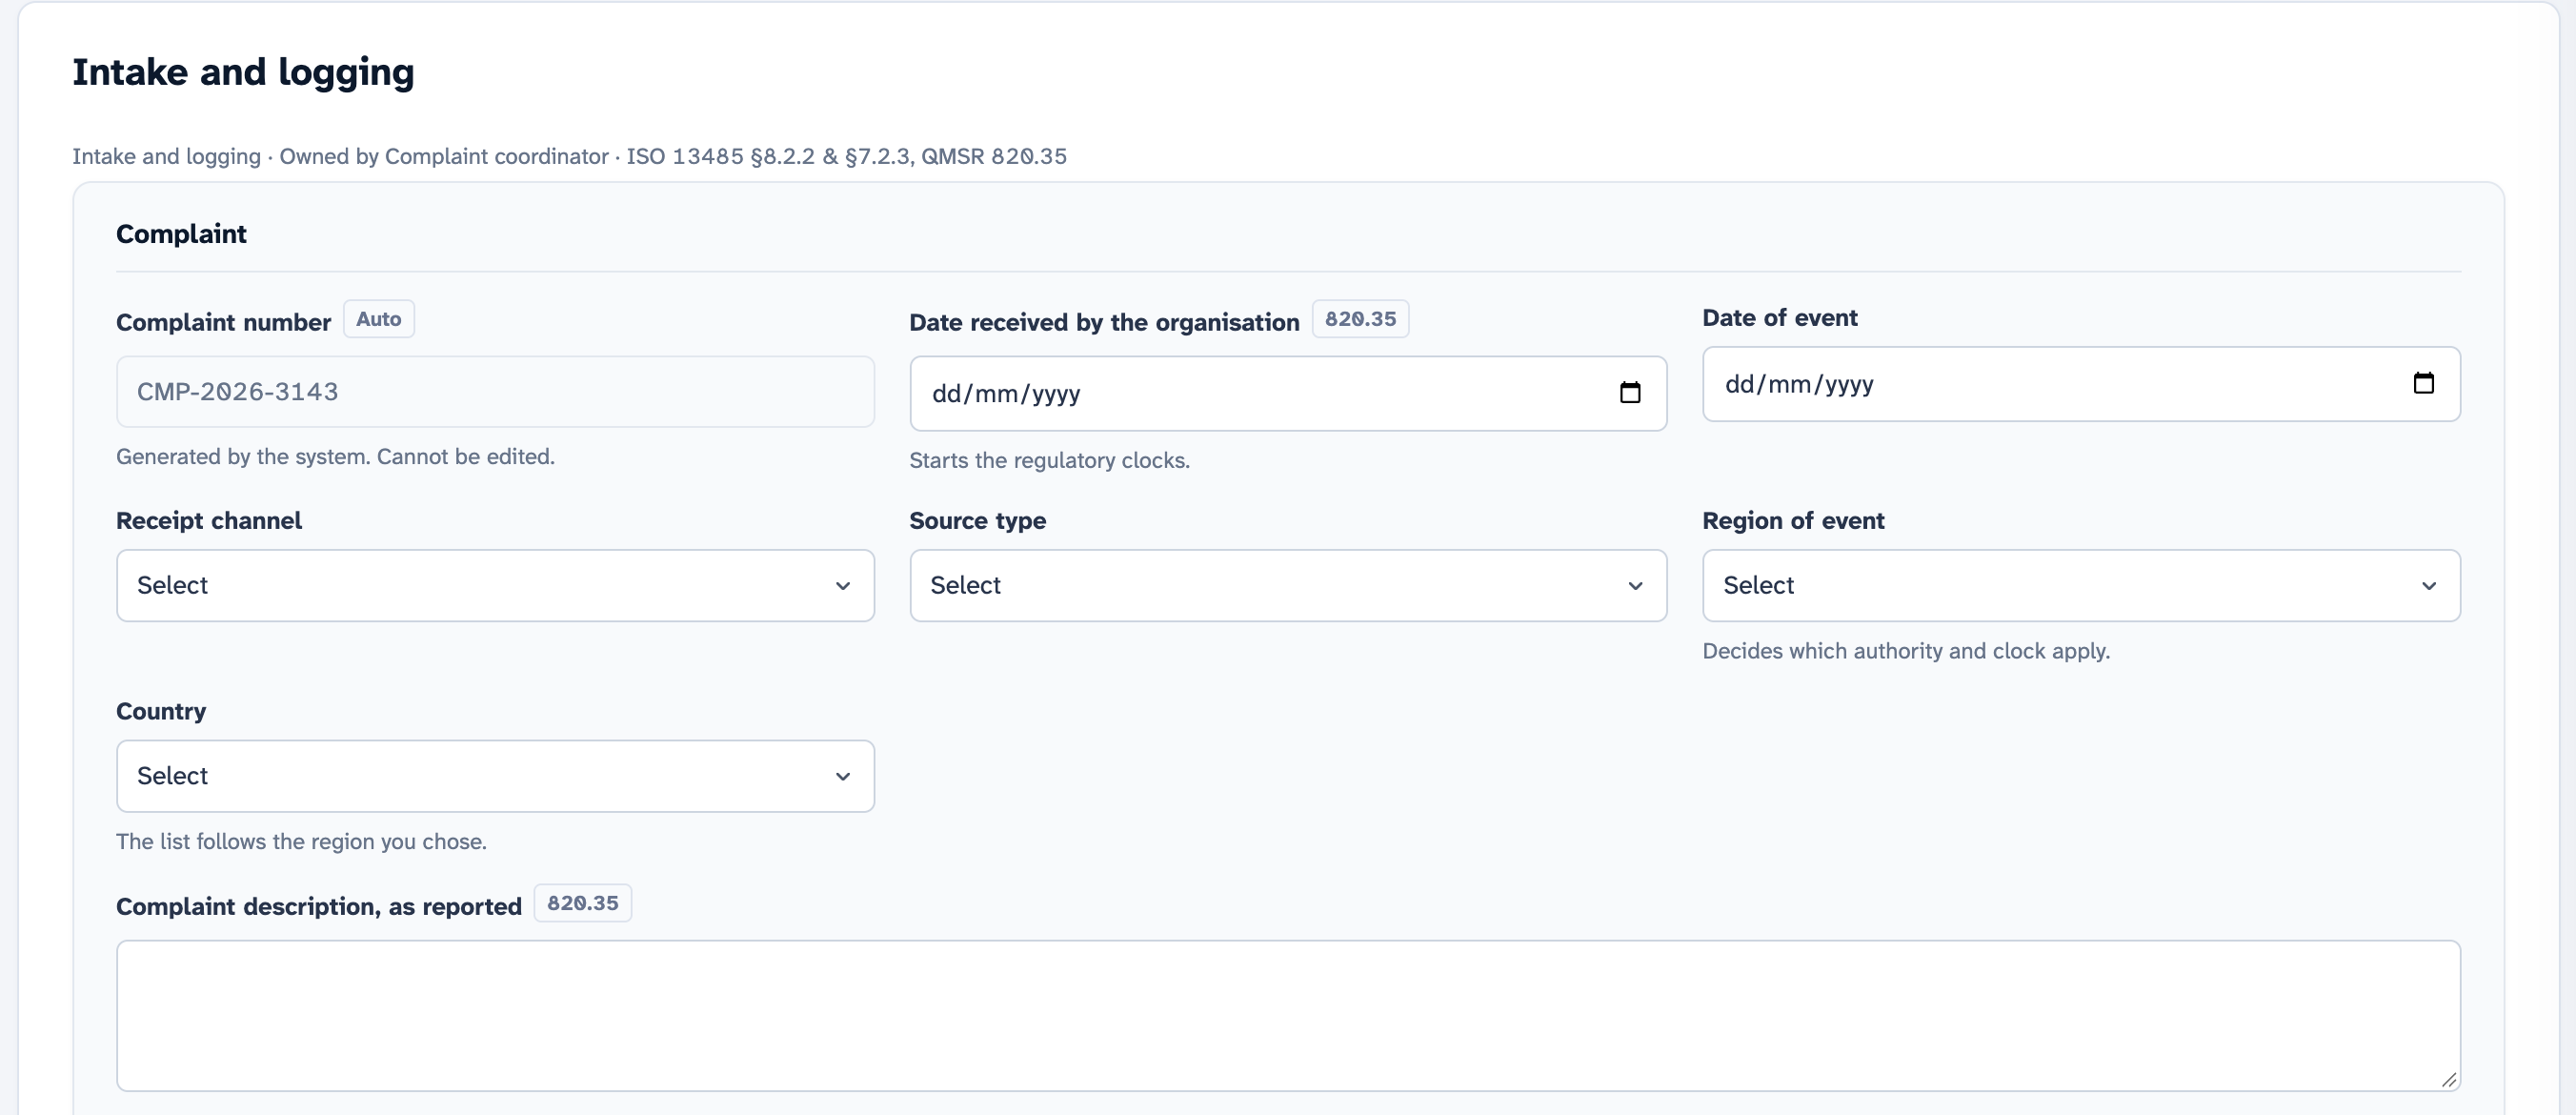 Intake and logging
Intake and logging · Owned by Complaint coordinator · ISO 13485 §8.2.2 & §7.2.3, QMSR 820.35
Complaint
Complaint number Auto
Date received by the organisation 820.35
Date of event
CMP-2026-3143
dd/mm/yyyy
dd/mm/yyyy
Generated by the system. Cannot be edited.
Starts the regulatory clocks.
Receipt channel
Source type
Region of event
Select
Select
Select
Decides which authority and clock apply.
Country
Select
The list follows the region you chose.
Complaint description, as reported 820.35